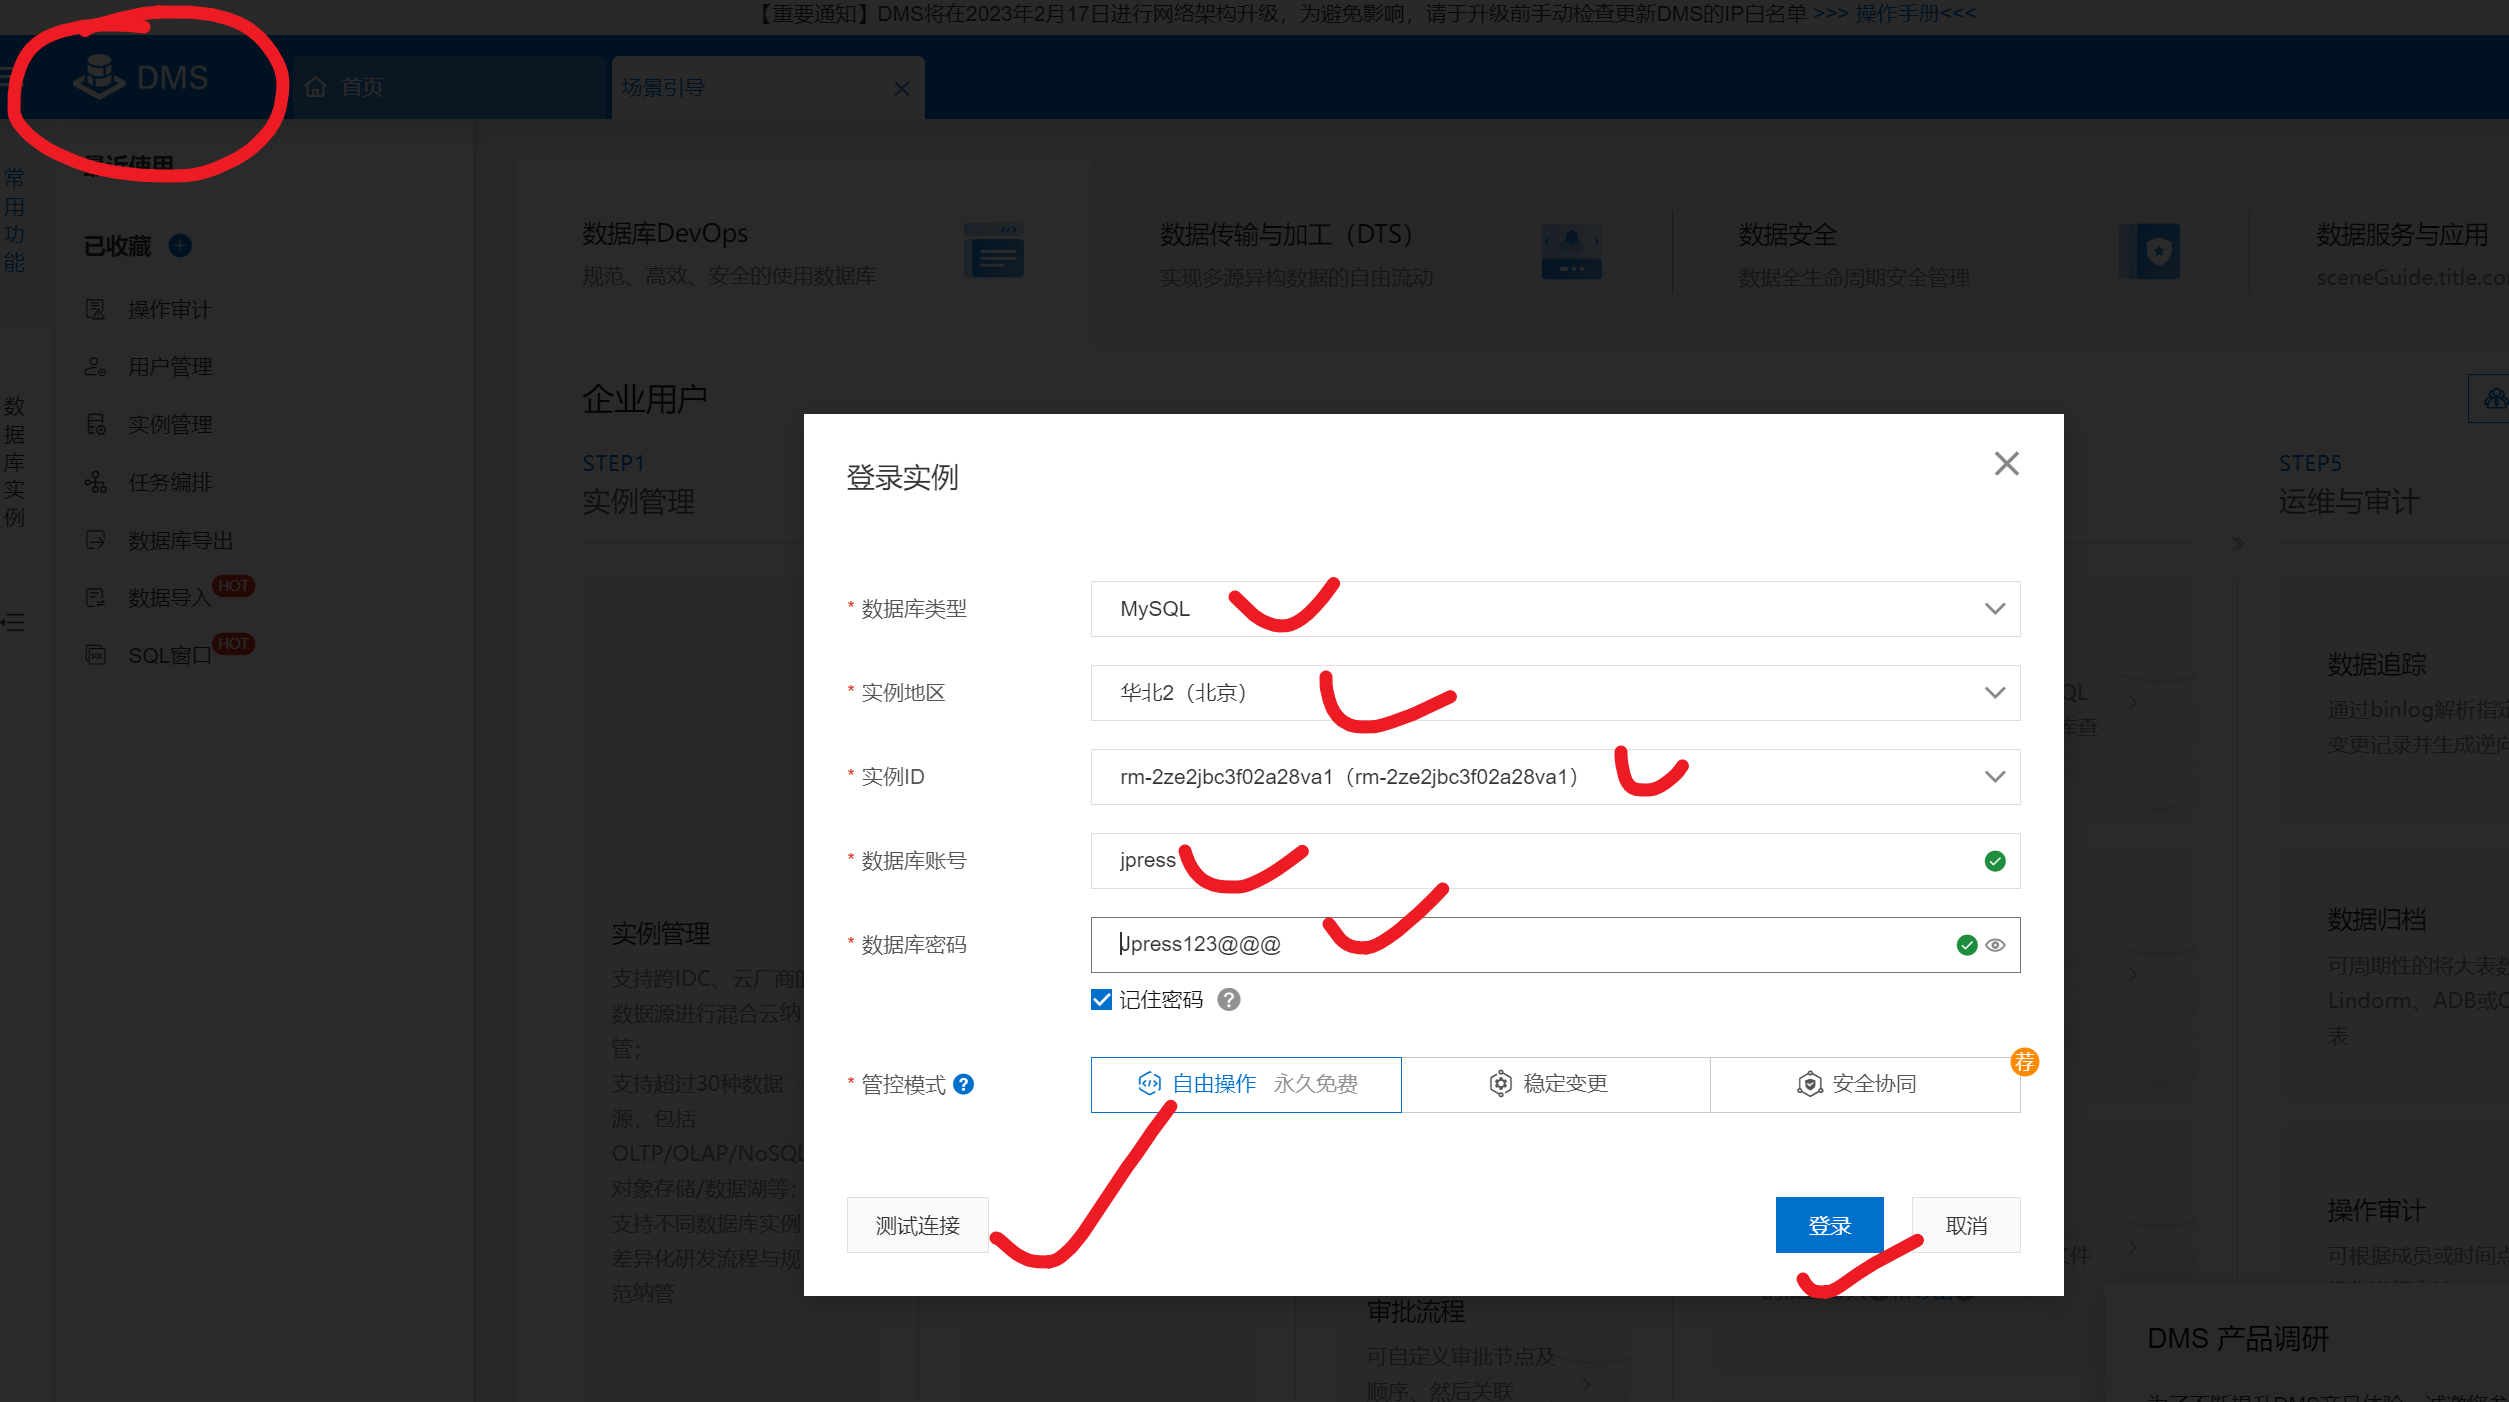 【重要通知】DMS将在2023年2月17日进行网络架构升级，为避免影响，请于升级前手动检查更新DMS的IP白名单 >>> 操作手册<<<
DMS
首页
场景引导
最近使用
常用功能
已收藏
操作审计
用户管理
实例管理
任务编排
数据库导出
数据导入 HOT
SQL窗口 HOT
数据库实例
数据库DevOps
规范、高效、安全的使用数据库
数据传输与加工（DTS）
实现多源异构数据的自由流动
数据安全
数据全生命周期安全管理
数据服务与应用
sceneGuide.title.co
企业用户
STEP1
实例管理
STEP5
运维与审计
登录实例
* 数据库类型 MySQL
* 实例地区 华北2（北京）
* 实例ID rm-2ze2jbc3f02a28va1（rm-2ze2jbc3f02a28va1）
* 数据库账号 jpress
* 数据库密码 Jpress123@@@
记住密码
* 管控模式 自由操作 永久免费 稳定变更 安全协同 荐
测试连接 登录 取消
实例管理
支持跨IDC、云厂商
数据源进行混合云纳
管；
支持超过30种数据
源，包括
OLTP/OLAP/NoSQL
对象存储/数据湖等；
支持不同数据库实例
差异化研发流程与规
范纳管
QL
库查
数据追踪
通过binlog解析指定
变更记录并生成逆向
数据归档
可周期性的将大表数
Lindorm、ADB或
表
操作审计
可根据成员或时间点
文件
审批流程
可自定义审批节点及
顺序、然后关联
DMS 产品调研